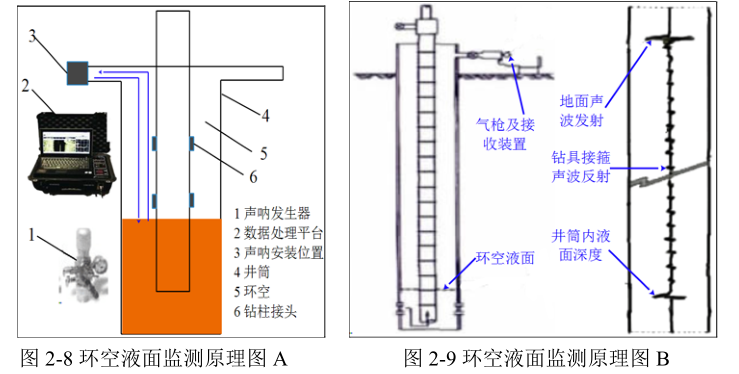 3
2
1
4
5
6
1 声呐发生器
2 数据处理平台
3 声呐安装位置
4 井筒
5 环空
6 钻柱接头
图 2-8 环空液面监测原理图 A
气枪及接
收装置
环空液面
地面声
波发射
钻具接箍
声波反射
井筒内液
面深度
图 2-9 环空液面监测原理图 B